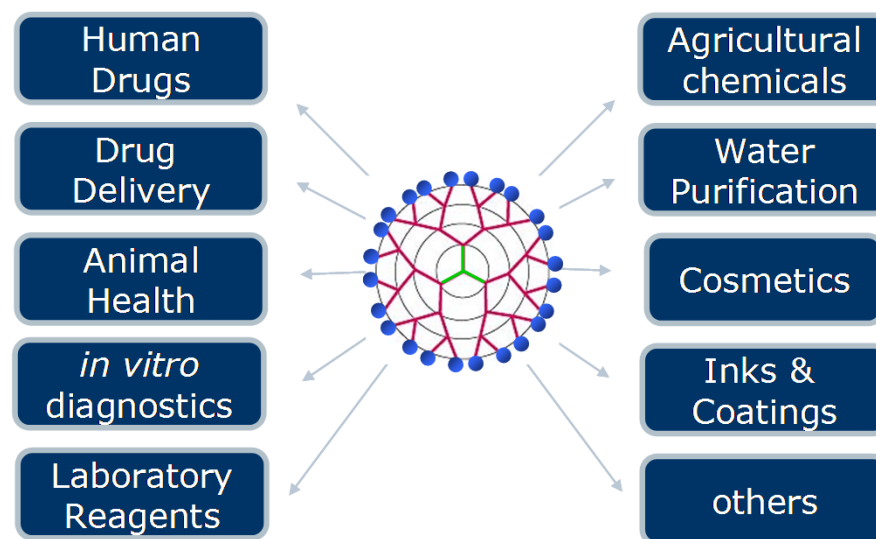 Human
Drugs
Drug
Delivery
Animal
Health
in vitro
diagnostics
Laboratory
Reagents
Agricultural
chemicals
Water
Purification
Cosmetics
Inks &
Coatings
others